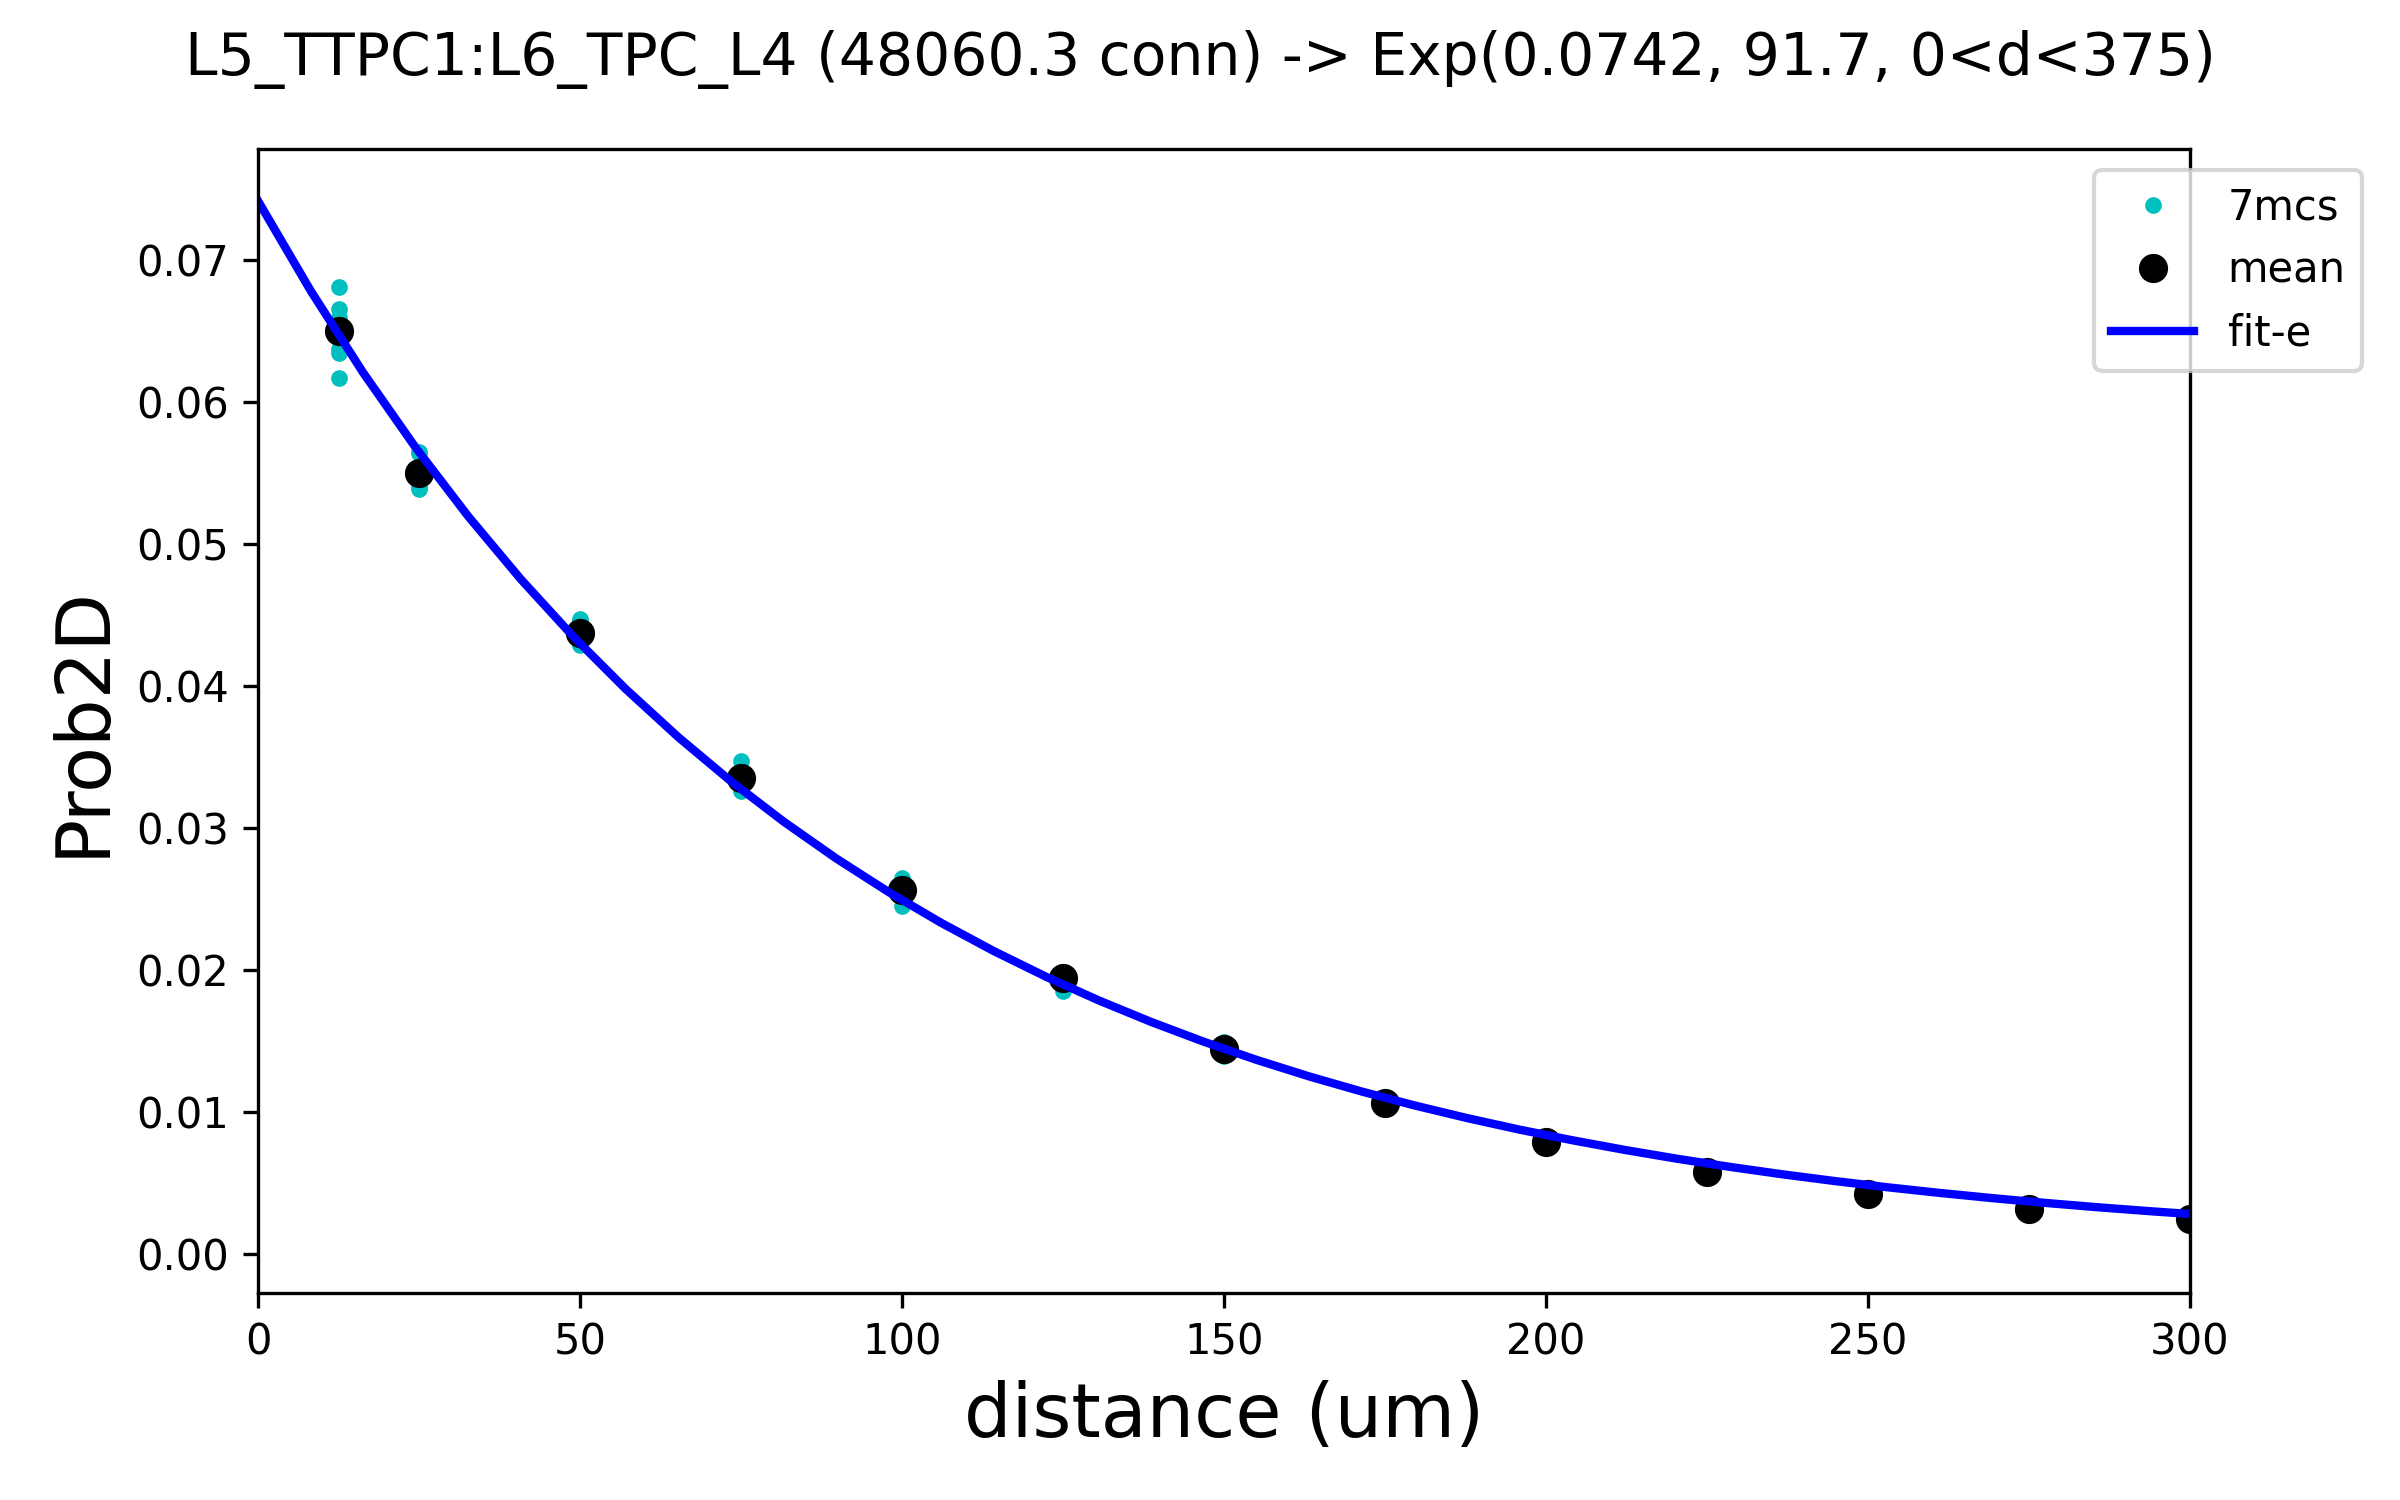 L5_TTPC1:L6_TPC_L4 (48060.3 conn) -> Exp(0.0742, 91.7, 0<d<375)
7mcs
mean
fit-e
0.07
0.06
0.05
0.04
0.03
0.02
0.01
0.00
Prob2D
0 50 100 150 200 250 300
distance (um)